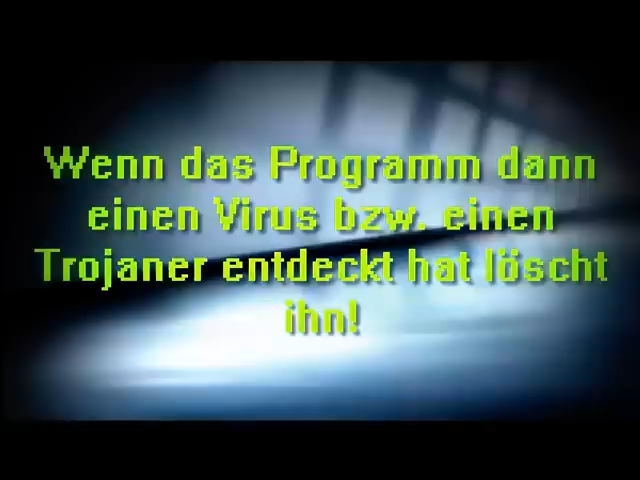 Wenn das Programm dann
einen Virus bzw. einen
Trojaner entdeckt hat löscht
ihn!